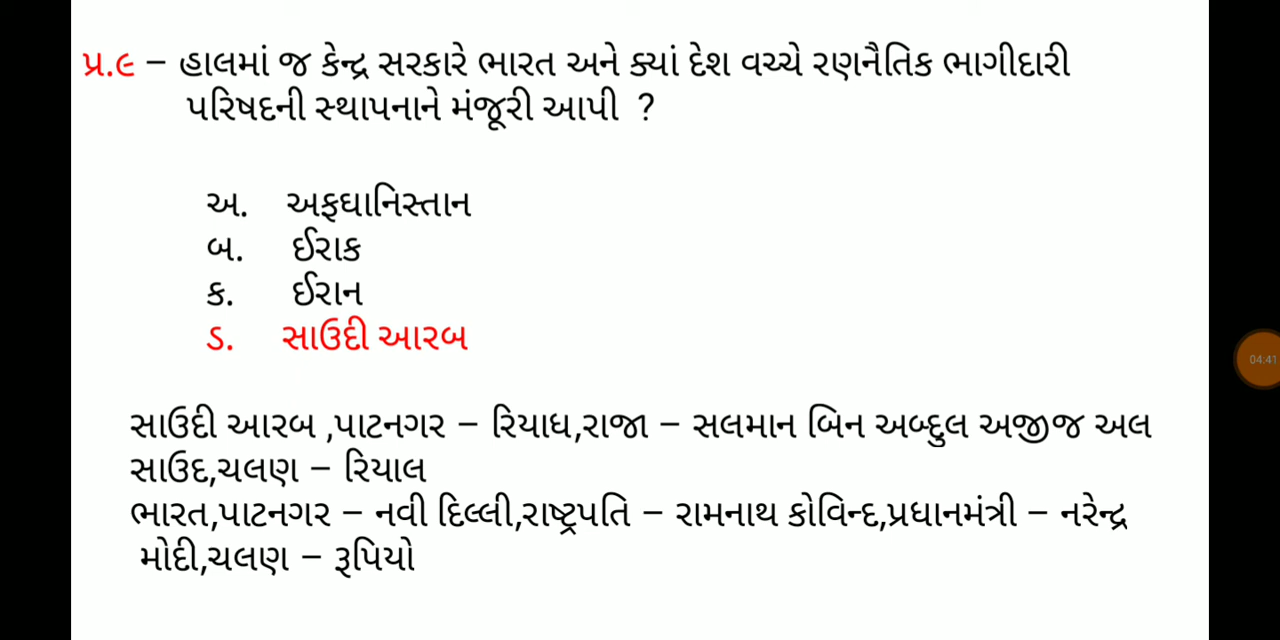 પ્ર.૯ – હાલમાં જ કેન્દ્ર સરકારે ભારત અને ક્યાં દેશ વચ્ચે રણનૈતિક ભાગીદારી
પરિષદની સ્થાપનાને મંજૂરી આપી ?
અ. અફઘાનિસ્તાન
બ. ઈરાક
ક. ઈરાન
ડ. સાઉદી આરબ
04:41
સાઉદી આરબ ,પાટનગર – રિયાધ,રાજા – સલમાન બિન અબ્દુલ અજીજ અલ
સાઉદ,ચલણ – રિયાલ
ભારત,પાટનગર – નવી દિલ્લી,રાષ્ટ્રપતિ – રામનાથ કોવિન્દ,પ્રધાનમંત્રી – નરેન્દ્ર
મોદી,ચલણ – રૂપિયો